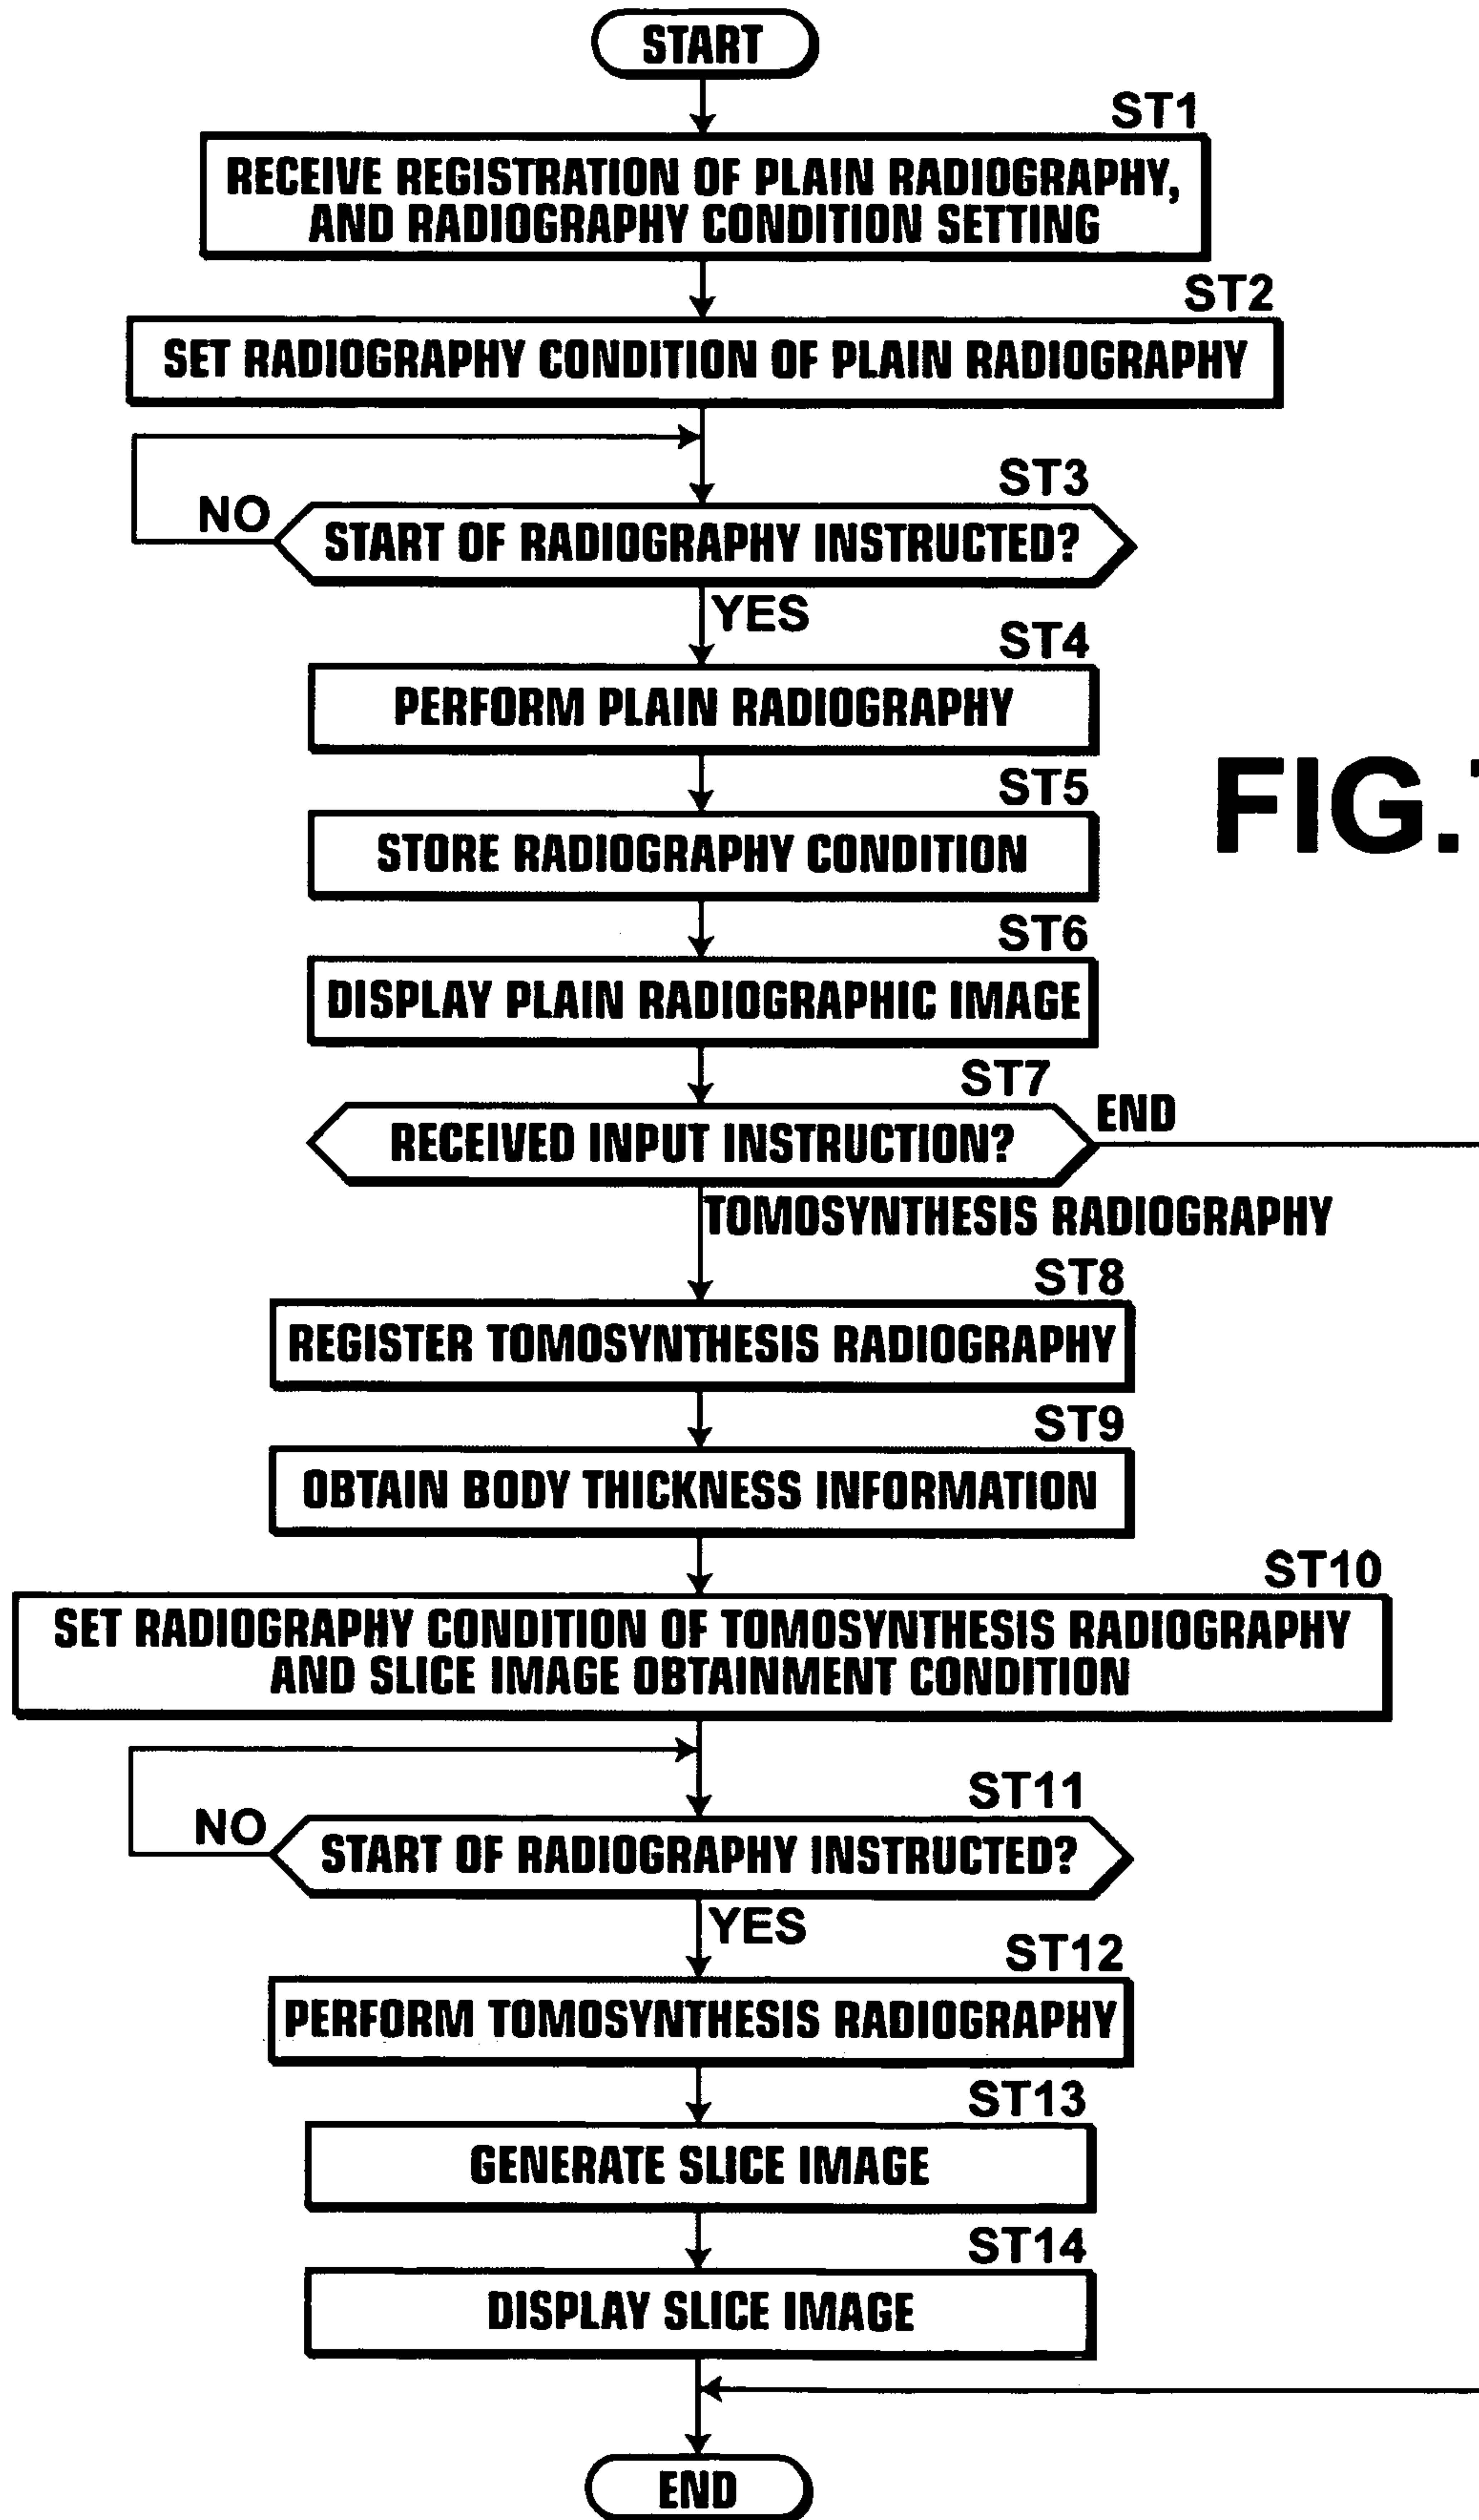 START
ST1
RECEIVE REGISTRATION OF PLAIN RADIOGRAPHY,
AND RADIOGRAPHY CONDITION SETTING
ST2
SET RADIOGRAPHY CONDITION OF PLAIN RADIOGRAPHY
ST3
NO
START OF RADIOGRAPHY INSTRUCTED?
YES
ST4
PERFORM PLAIN RADIOGRAPHY
FIG.
ST5
STORE RADIOGRAPHY CONDITION
ST6
DISPLAY PLAIN RADIOGRAPHIC IMAGE
ST7
END
RECEIVED INPUT INSTRUCTION?
TOMOSYNTHESIS RADIOGRAPHY
ST8
REGISTER TOMOSYNTHESIS RADIOGRAPHY
ST9
OBTAIN BODY THICKNESS INFORMATION
ST10
SET RADIOGRAPHY CONDITION OF TOMOSYNTHESIS RADIOGRAPHY
AND SLICE IMAGE OBTAINMENT CONDITION
ST11
NO
START OF RADIOGRAPHY INSTRUCTED?
YES
ST12
PERFORM TOMOSYNTHESIS RADIOGRAPHY
ST13
GENERATE SLICE IMAGE
ST14
DISPLAY SLICE IMAGE
END